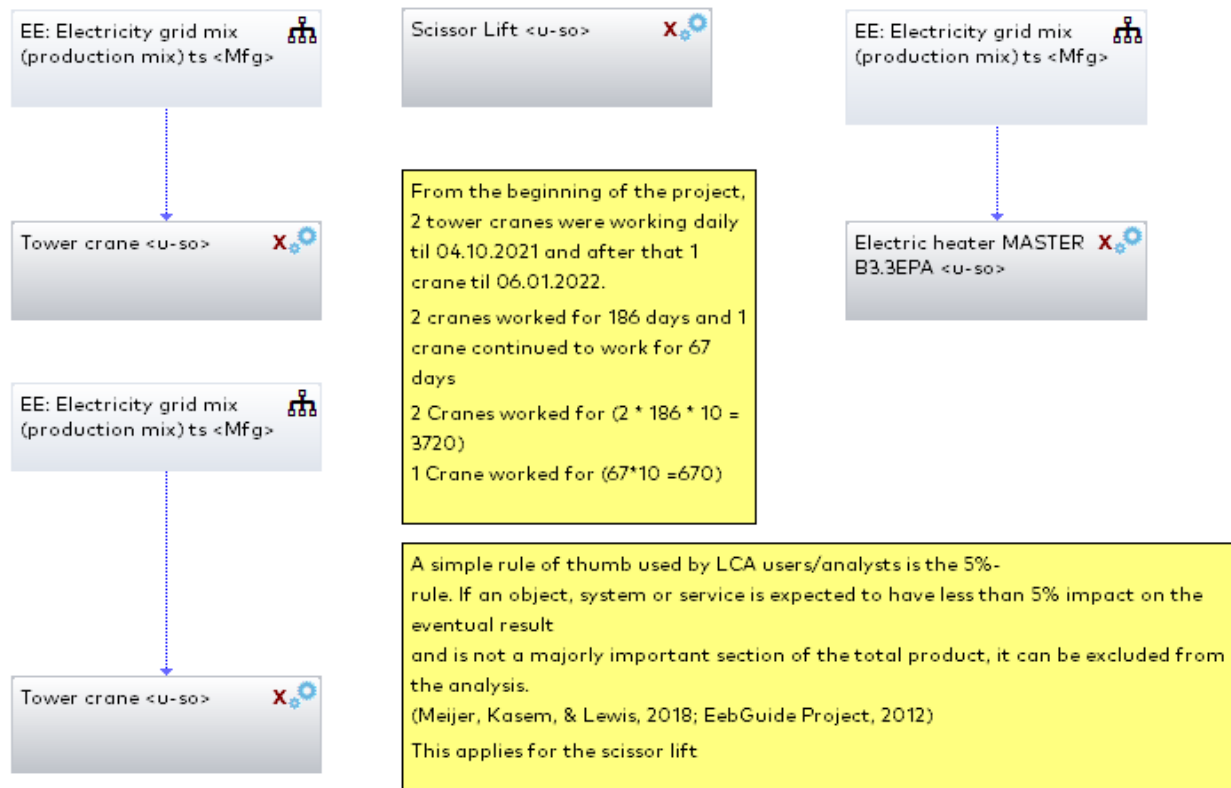 EE: Electricity grid mix
(production mix) ts <Mfg>
Scissor Lift <u-so>
X
EE: Electricity grid mix
(production mix) ts <Mfg>
From the beginning of the project,
2 tower cranes were working daily
til 04.10.2021 and after that 1
crane til 06.01.2022.
2 cranes worked for 186 days and 1
crane continued to work for 67
days
2 Cranes worked for (2 * 186 * 10 =
3720)
1 Crane worked for (67*10 =670)
Tower crane <u-so>
X
Electric heater MASTER
B3.3EPA <u-so>
X
EE: Electricity grid mix
(production mix) ts <Mfg>
A simple rule of thumb used by LCA users/analysts is the 5%-
rule. If an object, system or service is expected to have less than 5% impact on the
eventual result
and is not a majorly important section of the total product, it can be excluded from
the analysis.
(Meijer, Kasem, & Lewis, 2018; EebGuide Project, 2012)
This applies for the scissor lift
Tower crane <u-so>
X